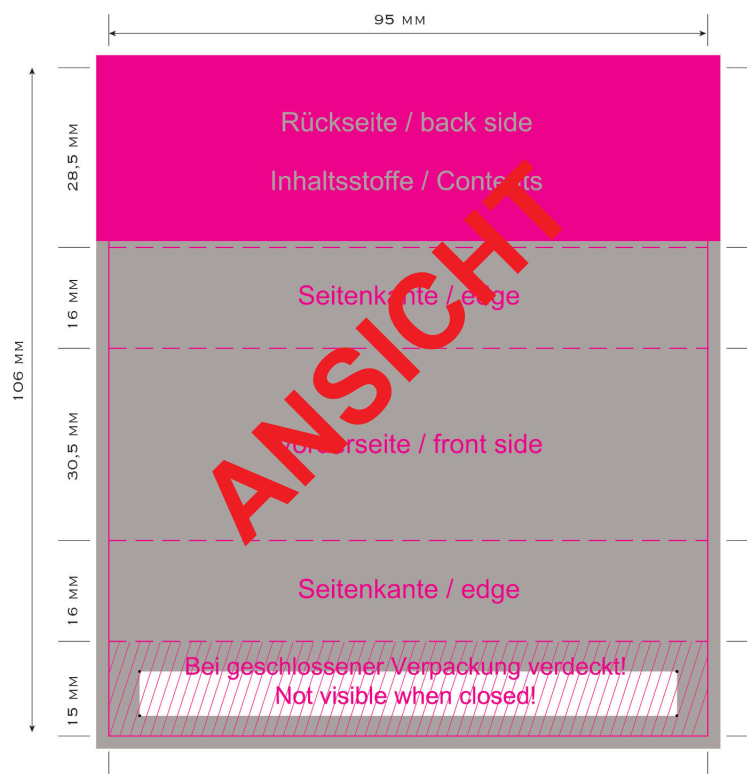 95 MM
Rückseite / back side
Inhaltsstoffe / Contents
28,5 MM
Seitenkante / edge
16 MM
106 MM
Vorderseite / front side
30,5 MM
ANSICHT
Seitenkante / edge
16 MM
Bei geschlossener Verpackung verdeckt!
Not visible when closed!
15 MM